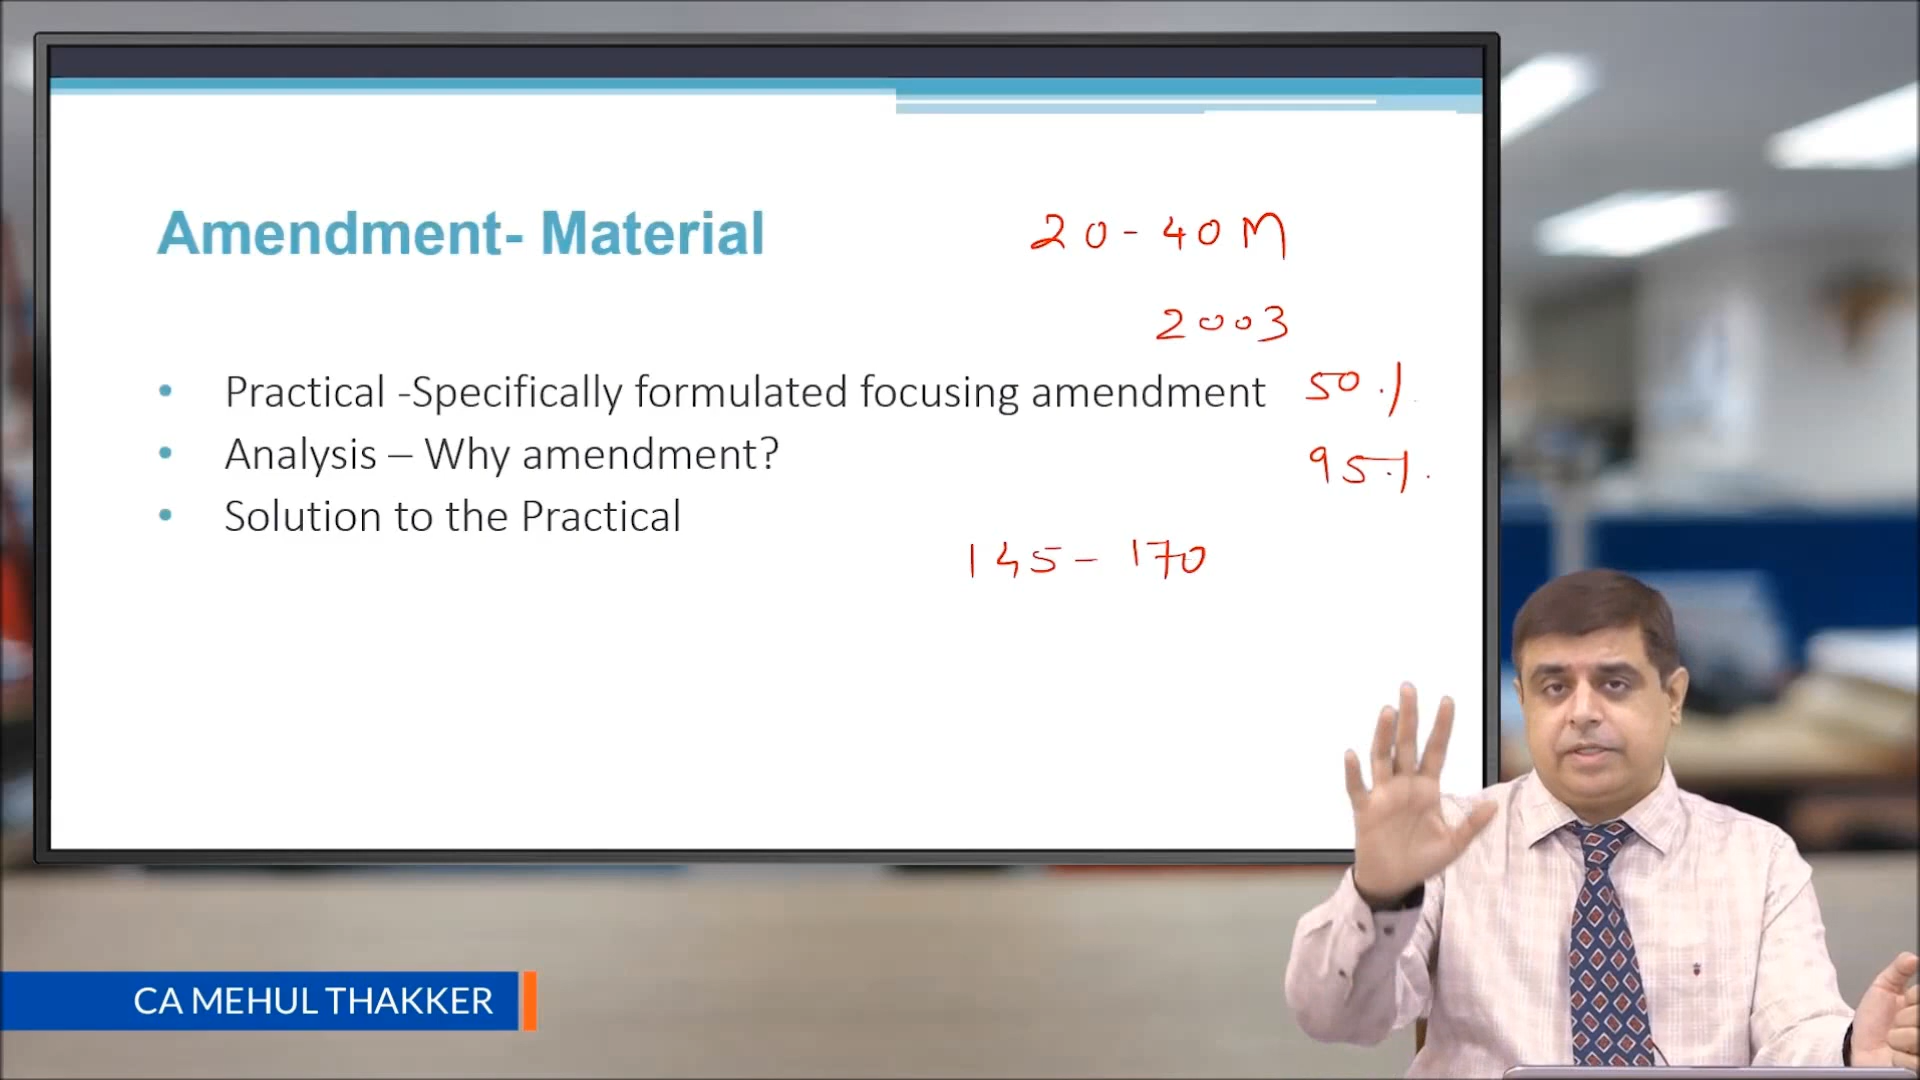 Amendment- Material
20-40 M
2003
• Practical -Specifically formulated focusing amendment 50%
• Analysis – Why amendment? 95%.
• Solution to the Practical
145-170
CA MEHUL THAKKER